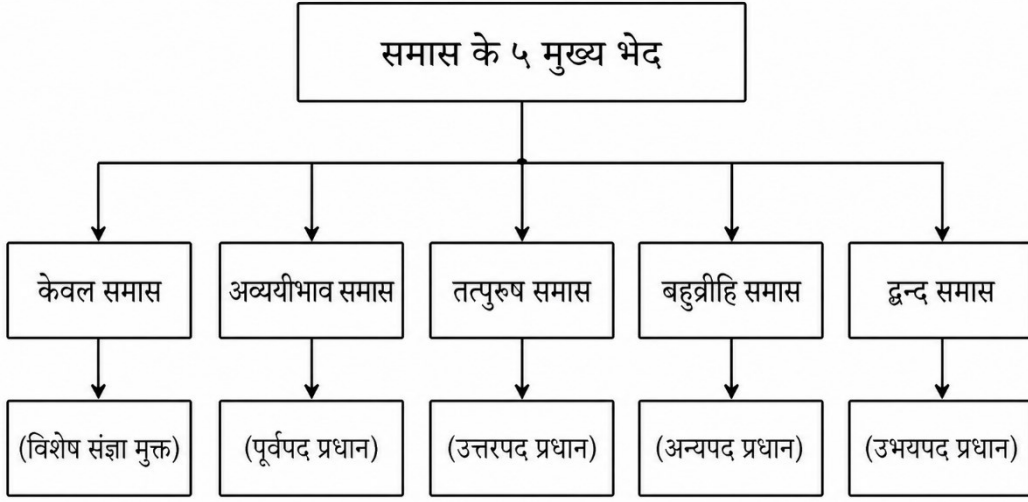 समास के ५ मुख्य भेद
केवल समास
अव्ययीभाव समास
तत्पुरुष समास
बहुव्रीहि समास
द्वन्द समास
(विशेष संज्ञा मुक्त)
(पूर्वपद प्रधान)
(उत्तरपद प्रधान)
(अन्यपद प्रधान)
(उभयपद प्रधान)